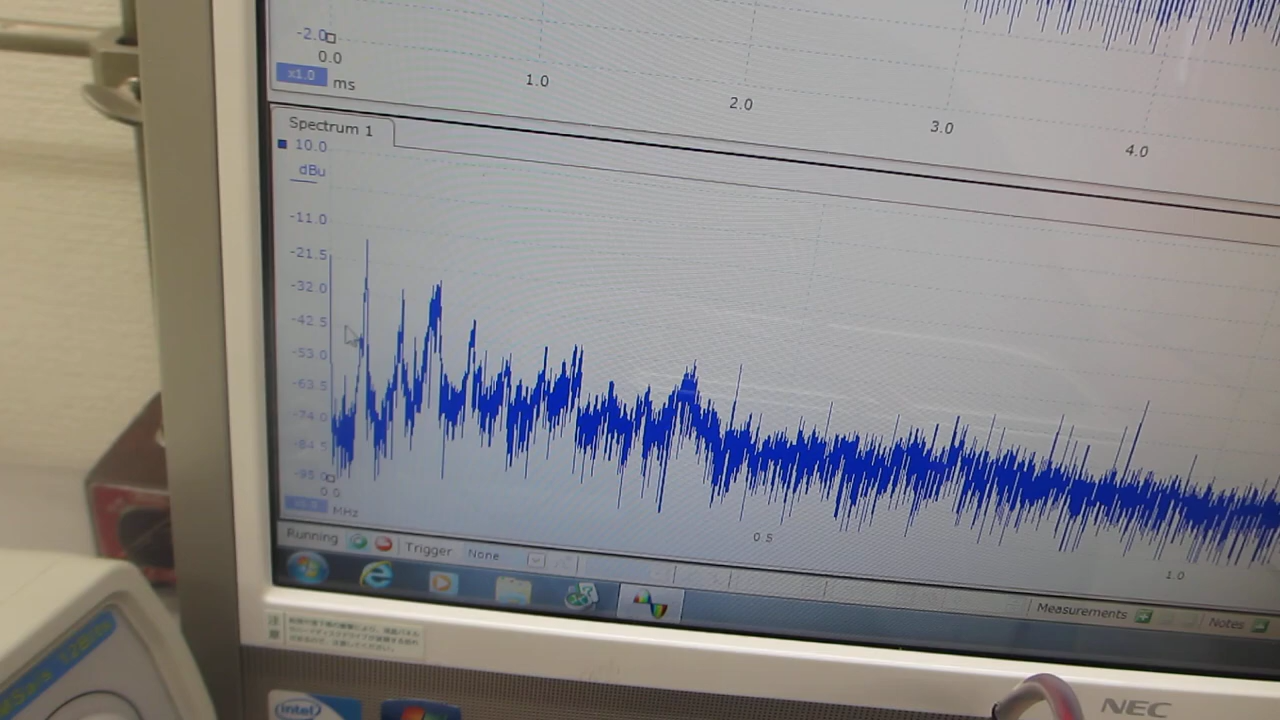 -2.0
0.0
x1.0
ms
1.0
2.0
3.0
4.0
Spectrum 1
10.0
dBu
-11.0
-21.5
-32.0
-42.5
-53.0
-63.5
-74.0
-84.5
-95.0
0.0
MHz
0.5
1.0
Running
Trigger
None
Measurements
Notes
注意
intel
NEC